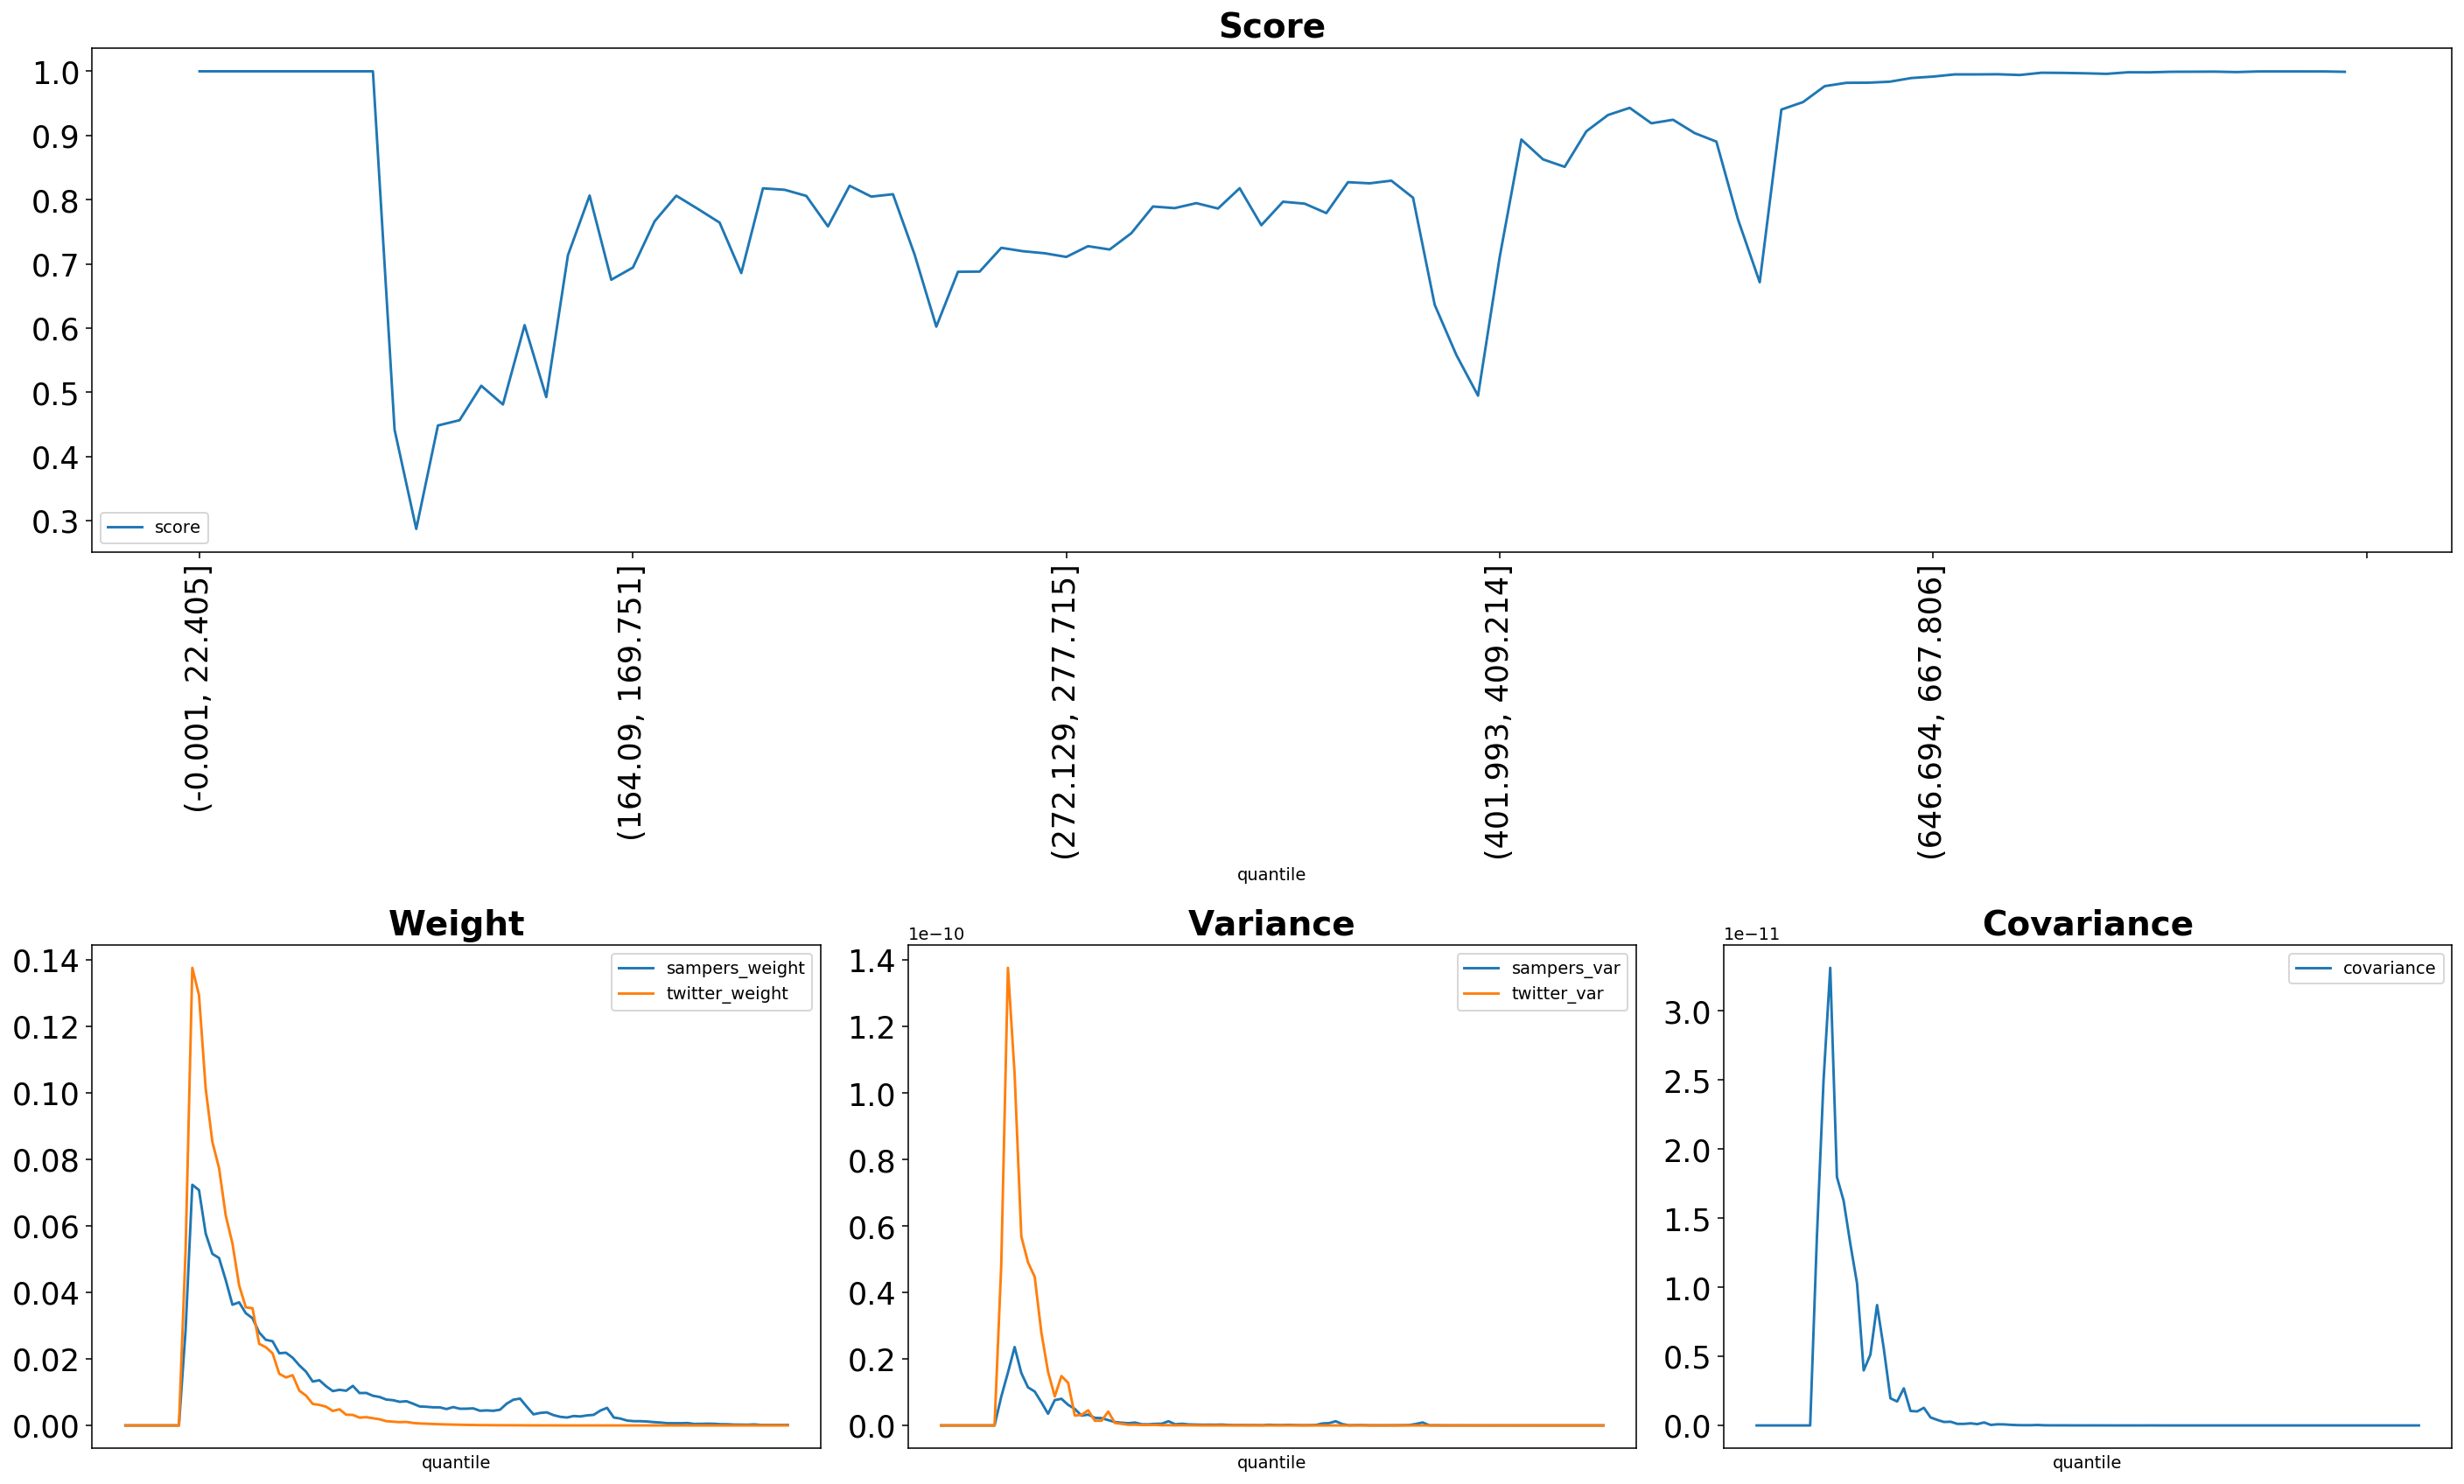 Score
1.0
0.9
0.8
0.7
0.6
0.5
0.4
0.3
score
(-0.001, 22.405]
(164.09, 169.751]
(272.129, 277.715]
(401.993, 409.214]
(646.694, 667.806]
quantile
Weight
0.14
0.12
0.10
0.08
0.06
0.04
0.02
0.00
sampers_weight
twitter_weight
quantile
Variance
1e−10
1.4
1.2
1.0
0.8
0.6
0.4
0.2
0.0
sampers_var
twitter_var
quantile
Covariance
1e−11
3.0
2.5
2.0
1.5
1.0
0.5
0.0
covariance
quantile